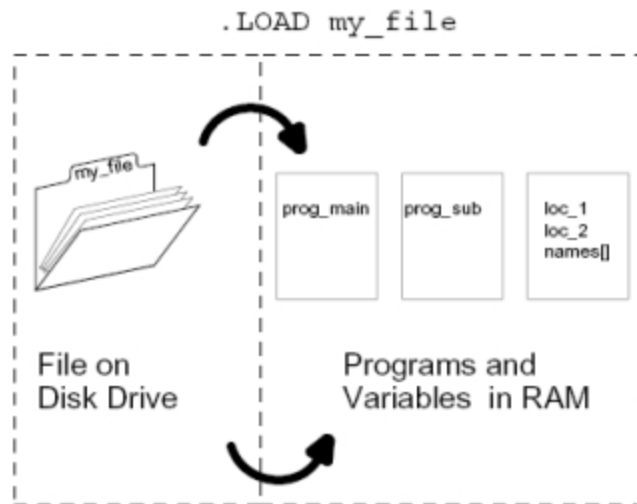 .LOAD my_file
my_file
prog_main
prog_sub
loc_1
loc_2
names[]
File on
Disk Drive
Programs and
Variables in RAM